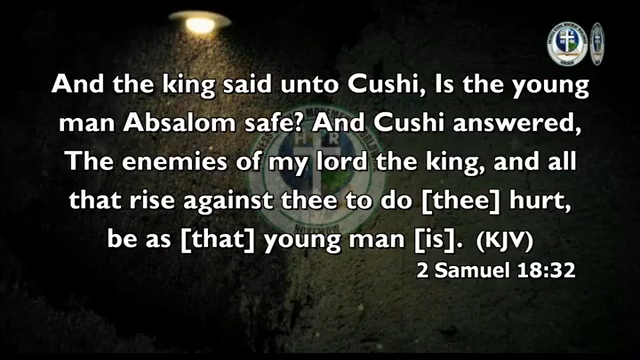 And the king said unto Cushi, Is the young
man Absalom safe? And Cushi answered,
The enemies of my lord the king, and all
that rise against thee to do [thee] hurt,
be as [that] young man [is]. (KJV)
2 Samuel 18:32